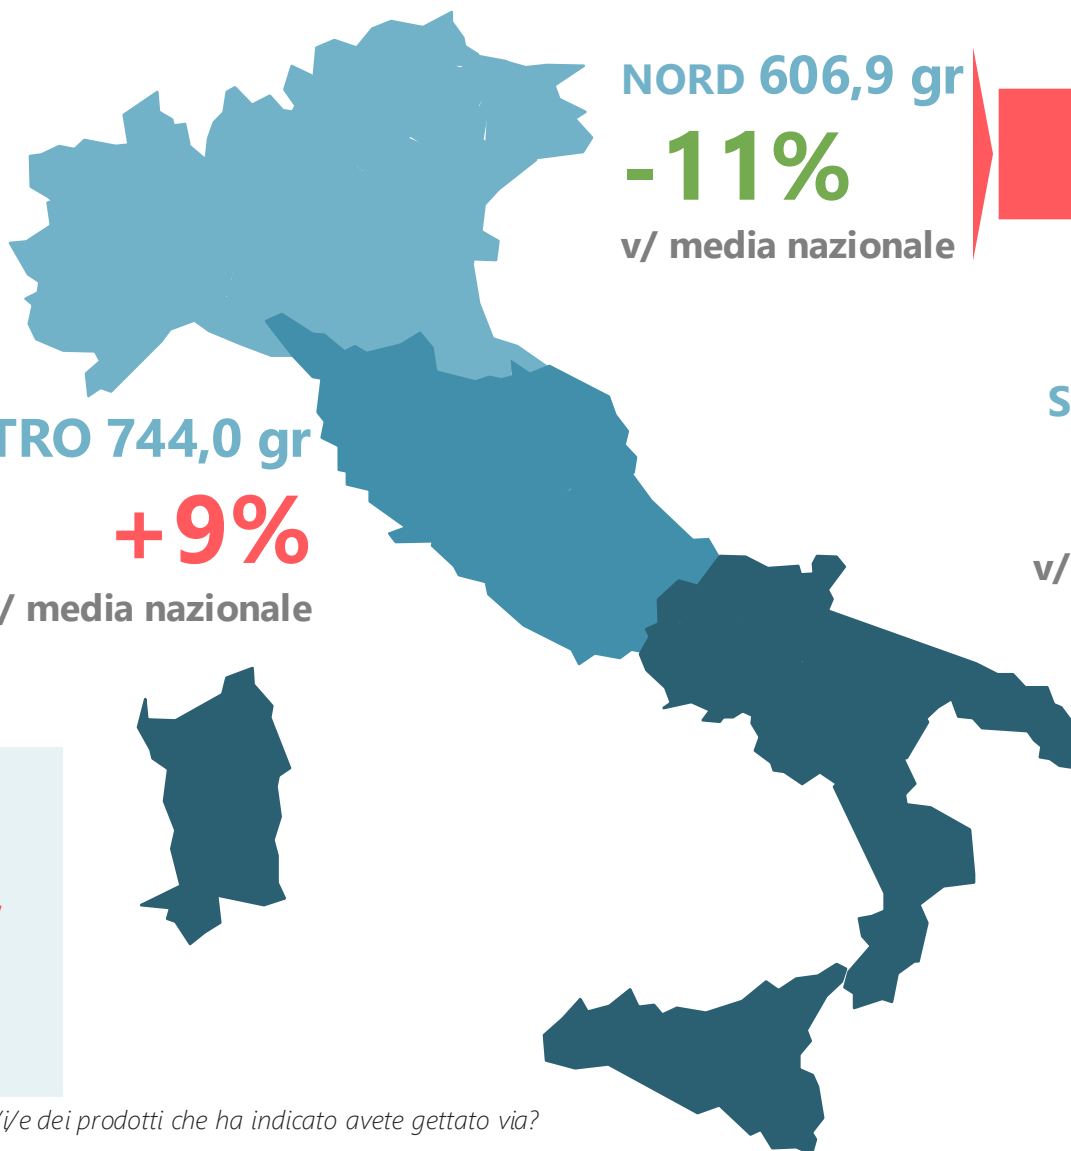 NORD 606,9 gr
-11%
v/ media nazionale
S
TRO 744,0 gr
+9%
v/
/ media nazionale
/i/e dei prodotti che ha indicato avete gettato via?